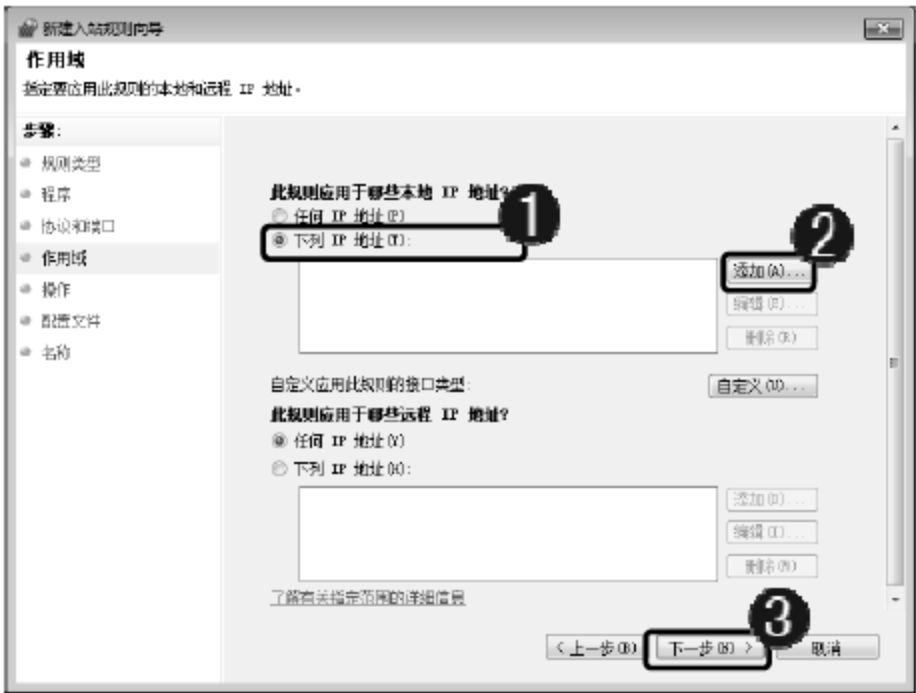 新建入站规则向导
作用域
指定要应用此规则的本地和远程 IP 地址。
步骤:
规则类型
程序
协议和端口
作用域
操作
配置文件
名称
此规则应用于哪些本地 IP 地址?
1
任何 IP 地址(P)
下列 IP 地址(T):
2
添加(A)...
编辑(E)...
删除(R)
自定义应用此规则的接口类型:
自定义(U)...
此规则应用于哪些远程 IP 地址?
任何 IP 地址(Y)
下列 IP 地址(H):
添加(D)...
编辑(I)...
删除(M)
了解有关指定范围的详细信息
3
<上一步(B)
下一步(N) >
取消